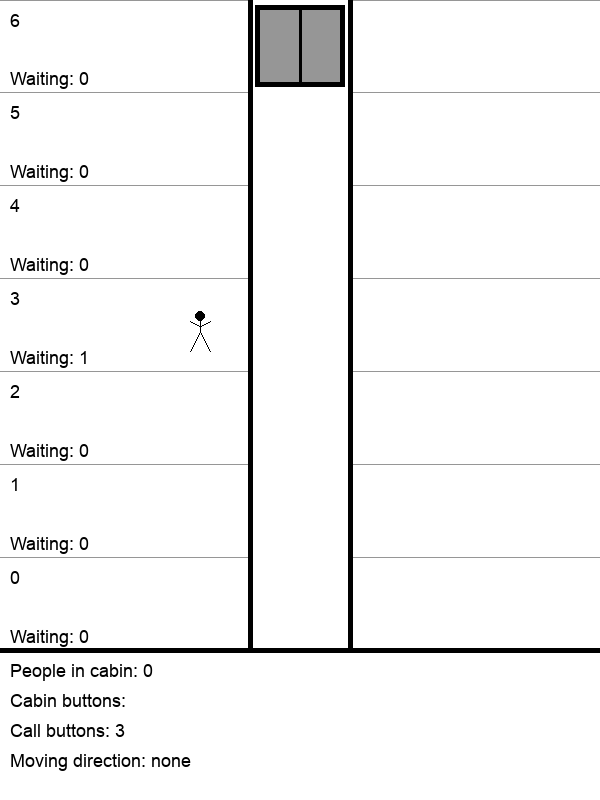 6
Waiting: 0
5
Waiting: 0
4
Waiting: 0
3
Waiting: 1
2
Waiting: 0
1
Waiting: 0
0
Waiting: 0
People in cabin: 0
Cabin buttons:
Call buttons: 3
Moving direction: none